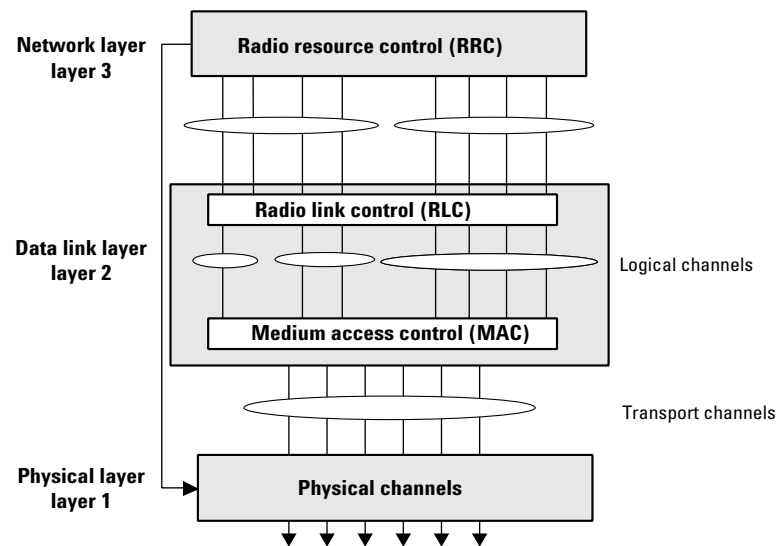 Network layer
layer 3
Radio resource control (RRC)
Radio link control (RLC)
Data link layer
layer 2
Logical channels
Medium access control (MAC)
Transport channels
Physical layer
layer 1
Physical channels